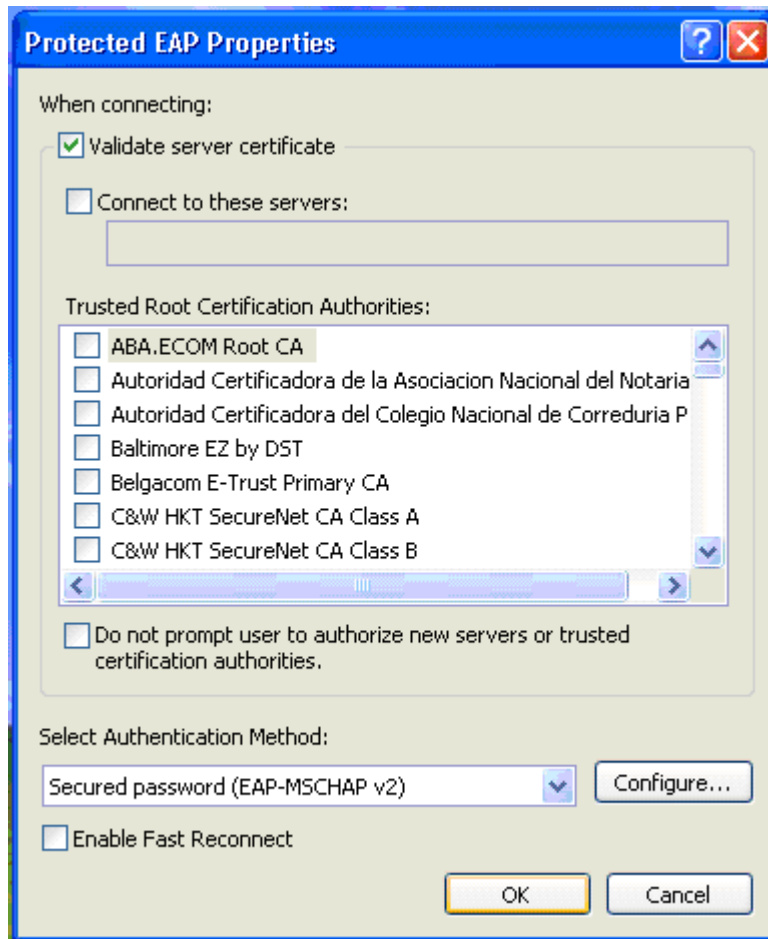 Protected EAP Properties
When connecting:
Validate server certificate
Connect to these servers:
Trusted Root Certification Authorities:
ABA.ECOM Root CA
Autoridad Certificadora de la Asociacion Nacional del Notaria
Autoridad Certificadora del Colegio Nacional de Correduria P
Baltimore EZ by DST
Belgacom E-Trust Primary CA
C&W HKT SecureNet CA Class A
C&W HKT SecureNet CA Class B
Do not prompt user to authorize new servers or trusted
certification authorities.
Select Authentication Method:
Secured password (EAP-MSCHAP v2)
Configure...
Enable Fast Reconnect
OK
Cancel